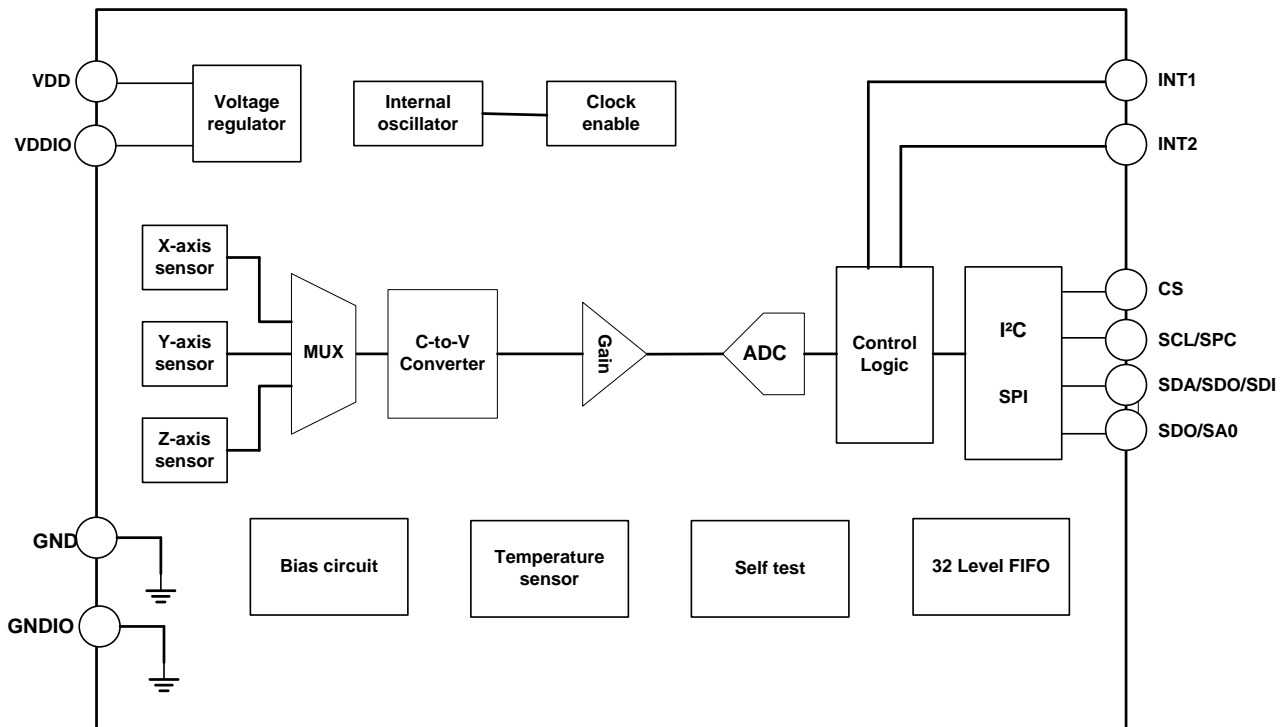 VDD
VDDIO
Voltage
regulator
Internal
oscillator
Clock
enable
INT1
INT2
X-axis
sensor
Y-axis
sensor
Z-axis
sensor
MUX
C-to-V
Converter
Gain
ADC
Control
Logic
I²C
SPI
CS
SCL/SPC
SDA/SDO/SDI
SDO/SA0
GND
GNDIO
Bias circuit
Temperature
sensor
Self test
32 Level FIFO